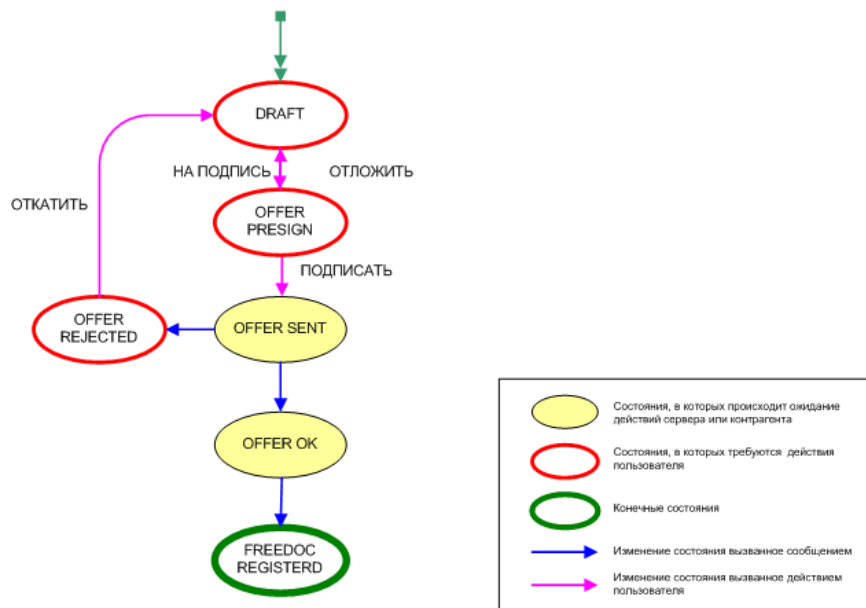 DRAFT
НА ПОДПИСЬ
ОТЛОЖИТЬ
ОТКАТИТЬ
OFFER
PRESIGN
ПОДПИСАТЬ
OFFER
REJECTED
OFFER SENT
OFFER OK
FREEDOC
REGISTERD
Состояния, в которых происходит ожидание
действий сервера или контрагента
Состояния, в которых требуются действия
пользователя
Конечные состояния
Изменение состояния вызванное сообщением
Изменение состояния вызванное действием
пользователя